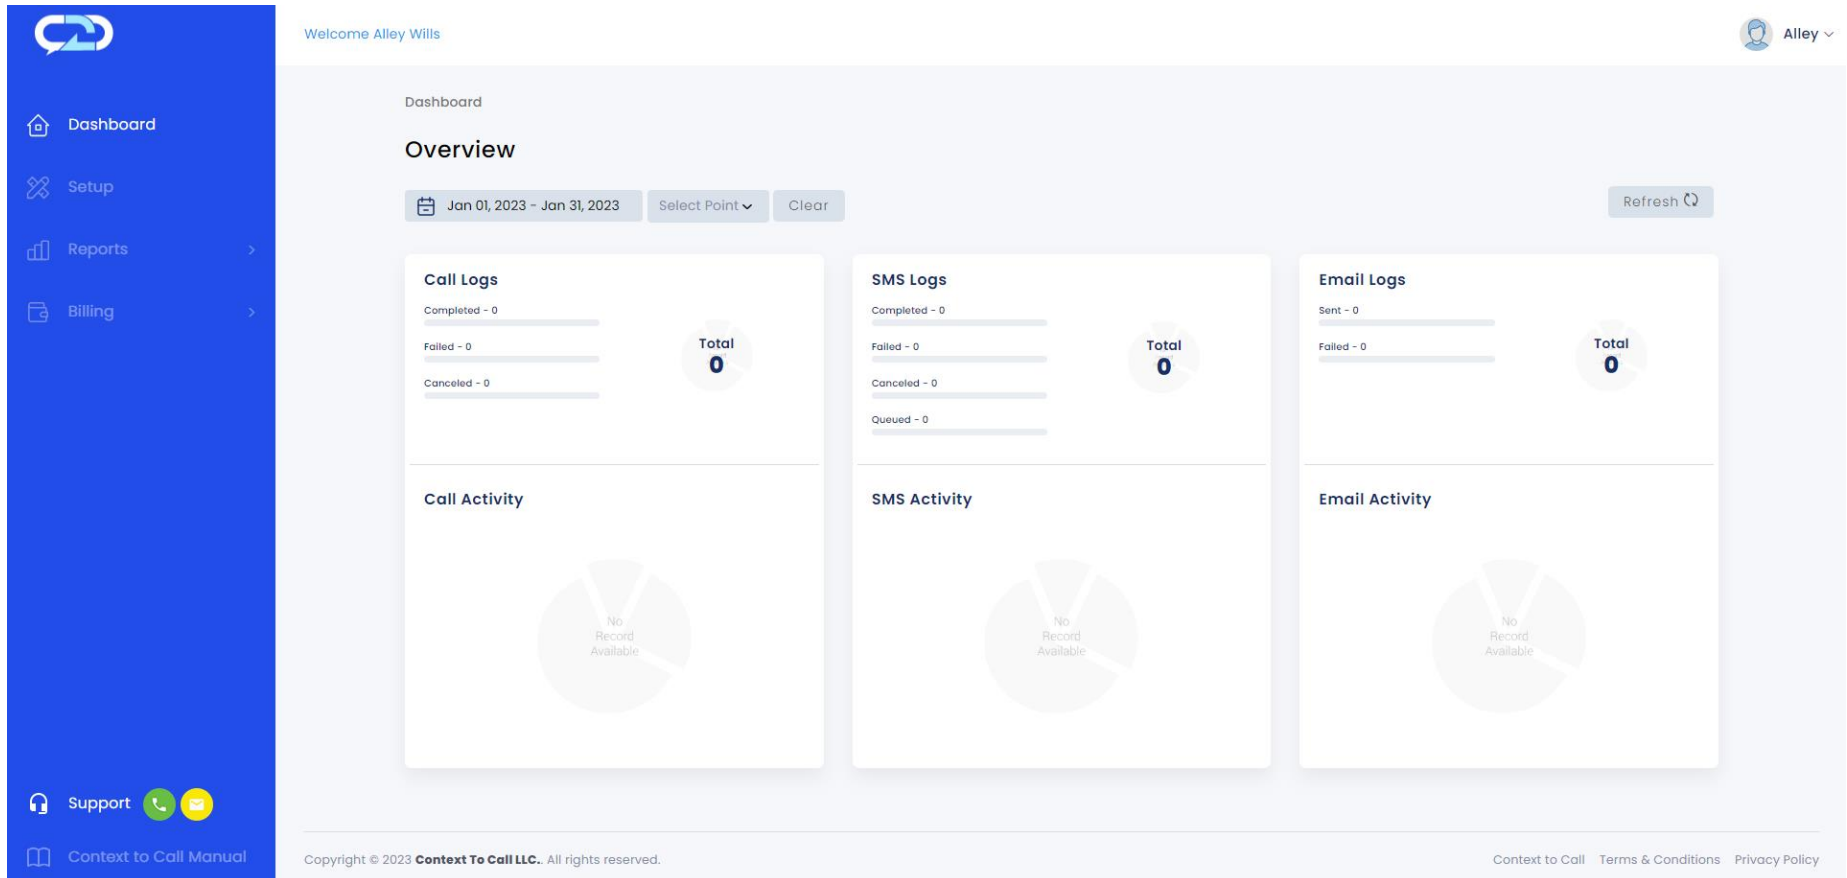 Welcome Alley Wills
Alley
Dashboard
Setup
Reports
Billing
Support
Context to Call Manual
Dashboard
Overview
Jan 01, 2023 - Jan 31, 2023
Select Point
Clear
Refresh
Call Logs
Completed - 0
Failed - 0
Canceled - 0
Total
0
Call Activity
No
Record
Available
SMS Logs
Completed - 0
Failed - 0
Canceled - 0
Queued - 0
Total
0
SMS Activity
No
Record
Available
Email Logs
Sent - 0
Failed - 0
Total
0
Email Activity
No
Record
Available
Copyright © 2023 Context To Call LLC.. All rights reserved.
Context to Call Terms & Conditions Privacy Policy